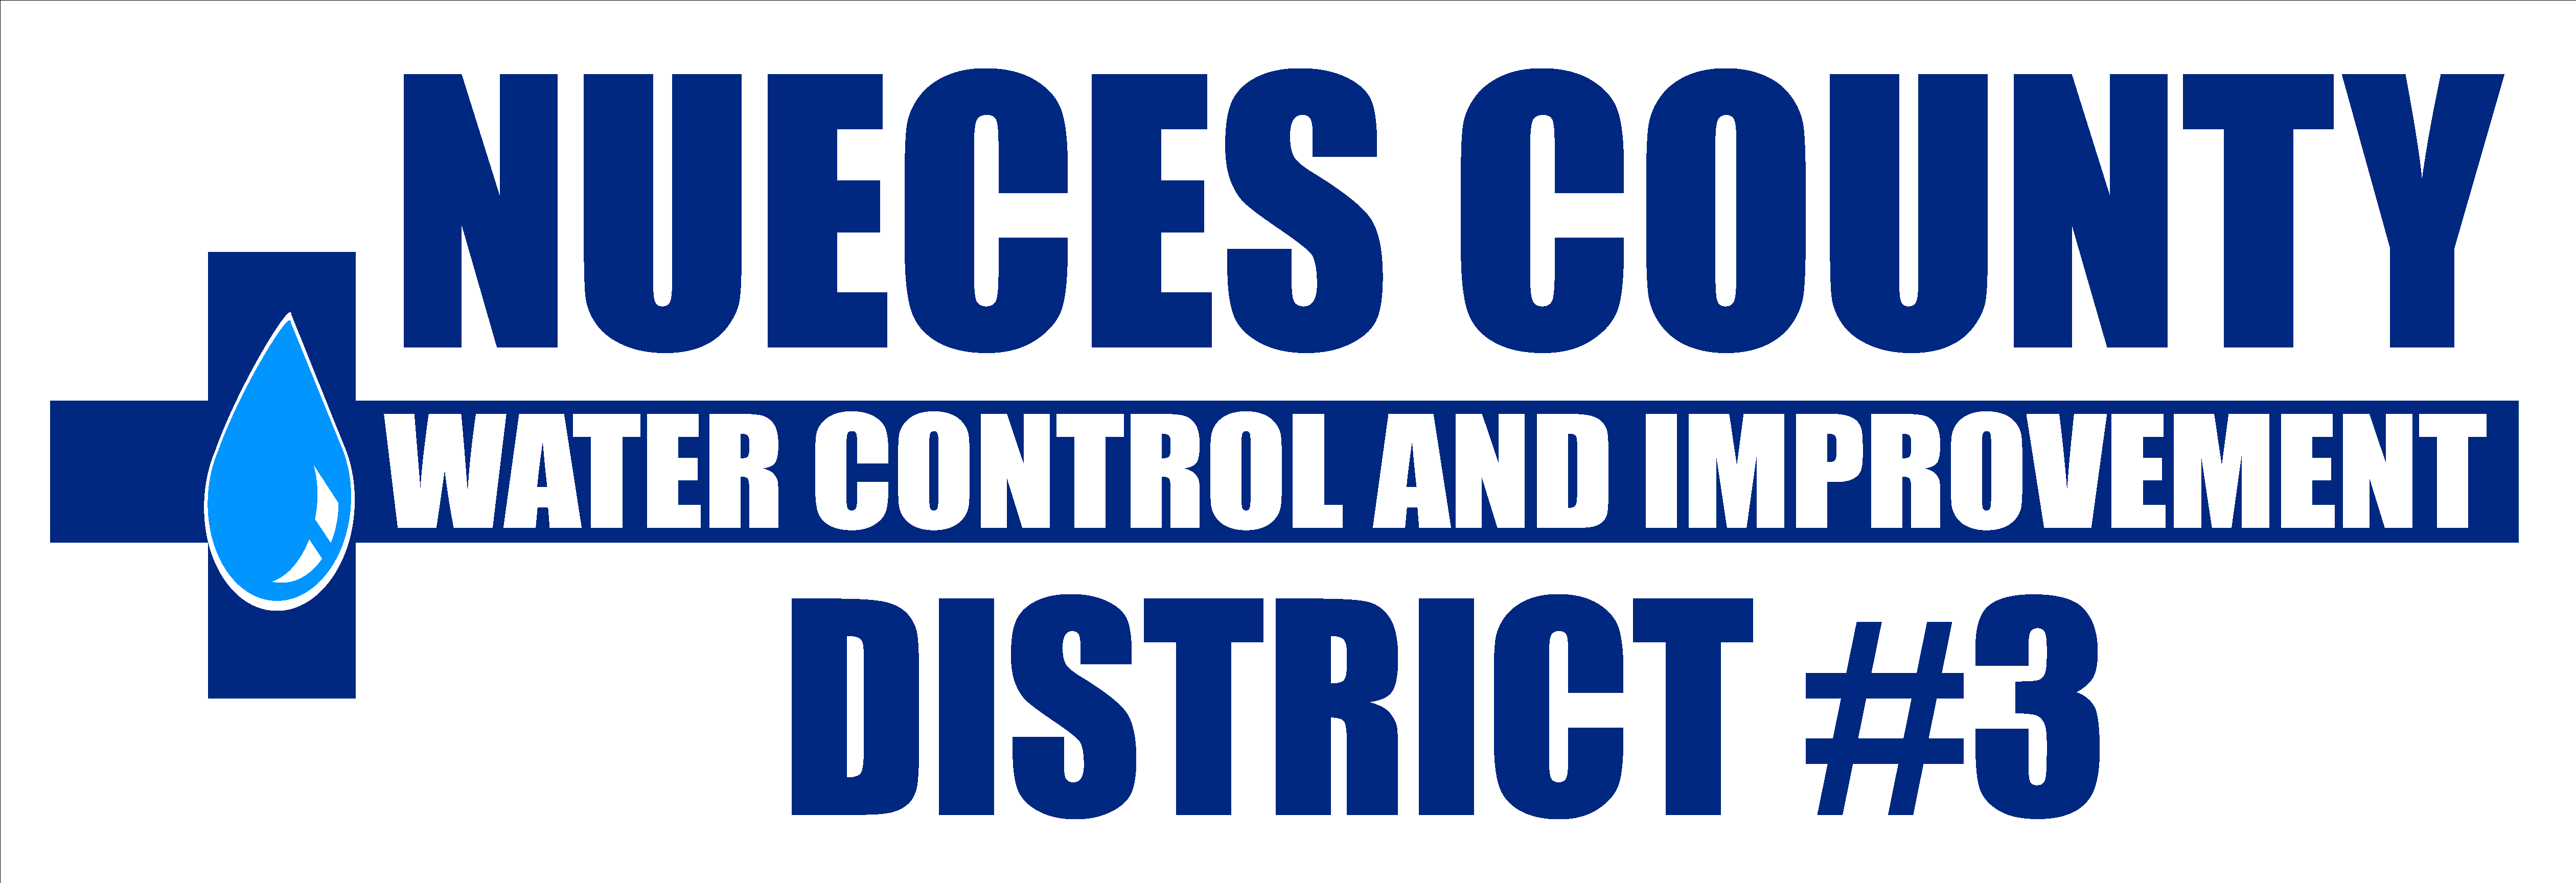 NUECES COUNTY
WATER CONTROL AND IMPROVEMENT
DISTRICT #3